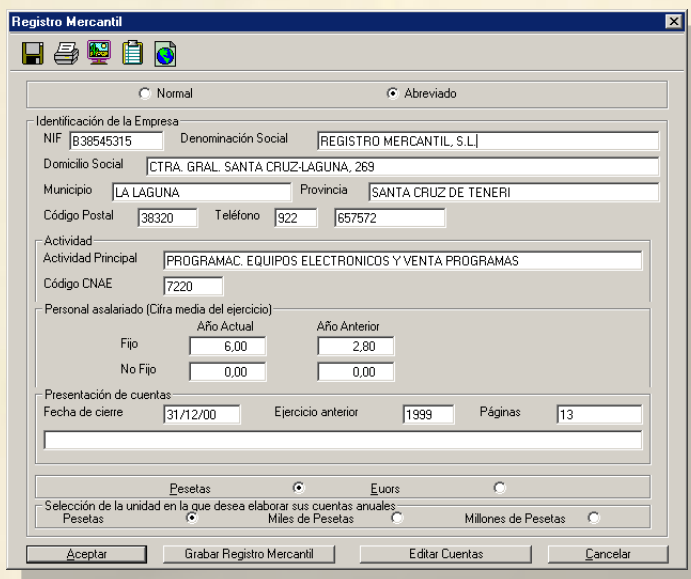 Registro Mercantil
Normal Abreviado
Identificación de la Empresa
NIF B38545315 Denominación Social REGISTRO MERCANTIL, S.L.
Domicilio Social CTRA. GRAL. SANTA CRUZ-LAGUNA, 269
Municipio LA LAGUNA Provincia SANTA CRUZ DE TENERI
Código Postal 38320 Teléfono 922 657572
Actividad
Actividad Principal PROGRAMAC. EQUIPOS ELECTRONICOS Y VENTA PROGRAMAS
Código CNAE 7220
Personal asalariado (Cifra media del ejercicio)
Año Actual Año Anterior
Fijo 6,00 2,80
No Fijo 0,00 0,00
Presentación de cuentas
Fecha de cierre 31/12/00 Ejercicio anterior 1999 Páginas 13
Pesetas Euors
Selección de la unidad en la que desea elaborar sus cuentas anuales
Pesetas Miles de Pesetas Millones de Pesetas
Aceptar Grabar Registro Mercantil Editar Cuentas Cancelar